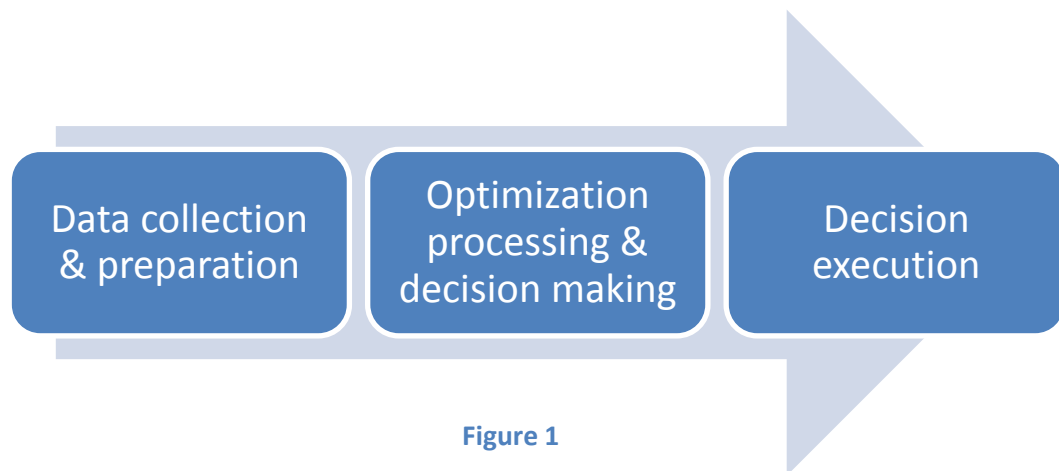 Data collection
& preparation
Optimization
processing &
decision making
Decision
execution
Figure 1